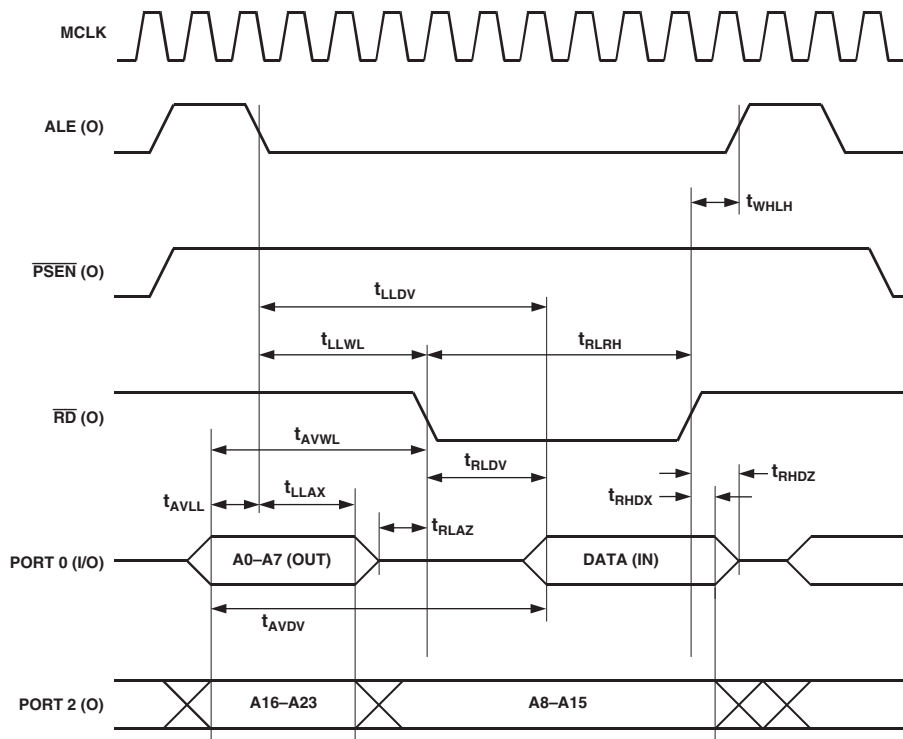 MCLK
ALE (O)
tWHLH
PSEN (O)
tLLDV
tLLWL
tRLRH
RD (O)
tAVWL
tRLDV
tRHDZ
tAVLL
tLLAX
tRHDX
tRLAZ
PORT 0 (I/O)
A0–A7 (OUT)
DATA (IN)
tAVDV
PORT 2 (O)
A16–A23
A8–A15